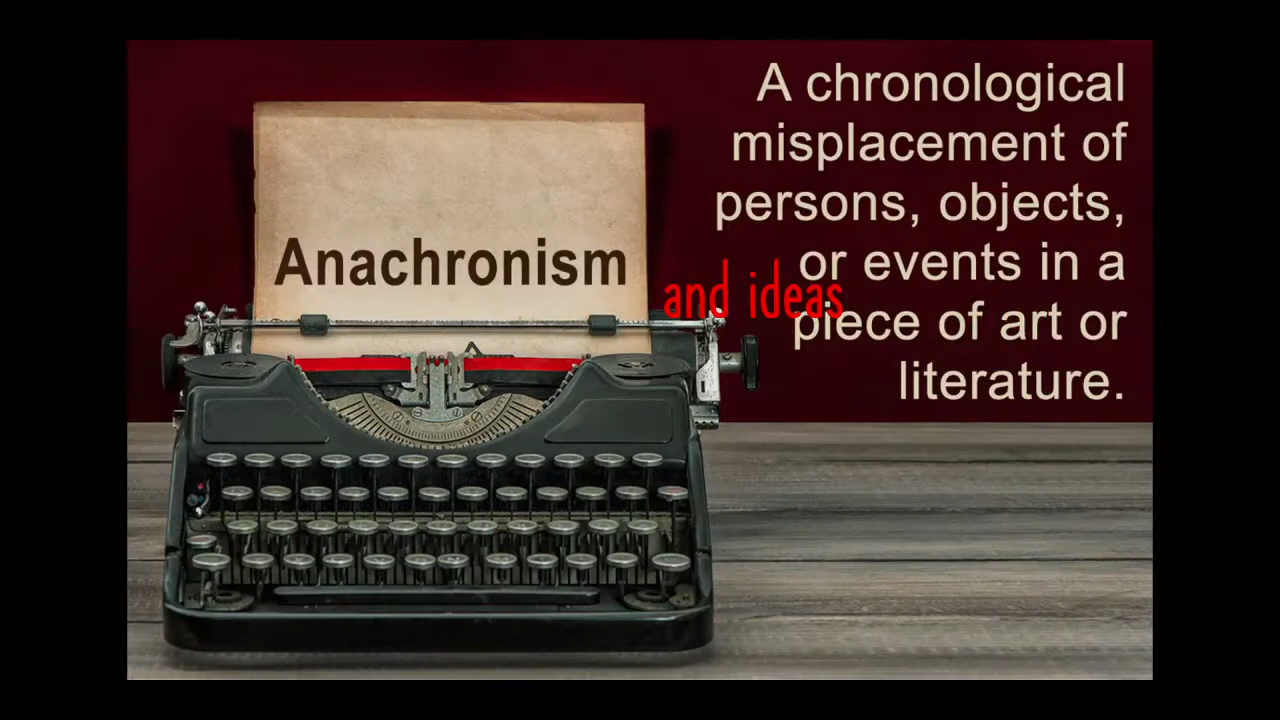 Anachronism
A chronological
misplacement of
persons, objects,
or events in a
and ideas
piece of art or
literature.